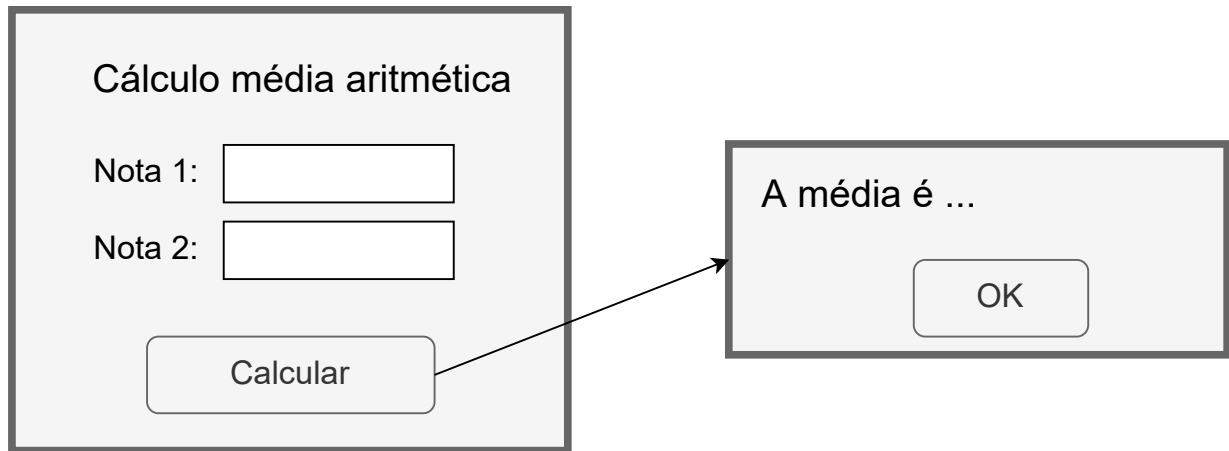 Cálculo média aritmética
Nota 1:
Nota 2:
Calcular
A média é ...
OK